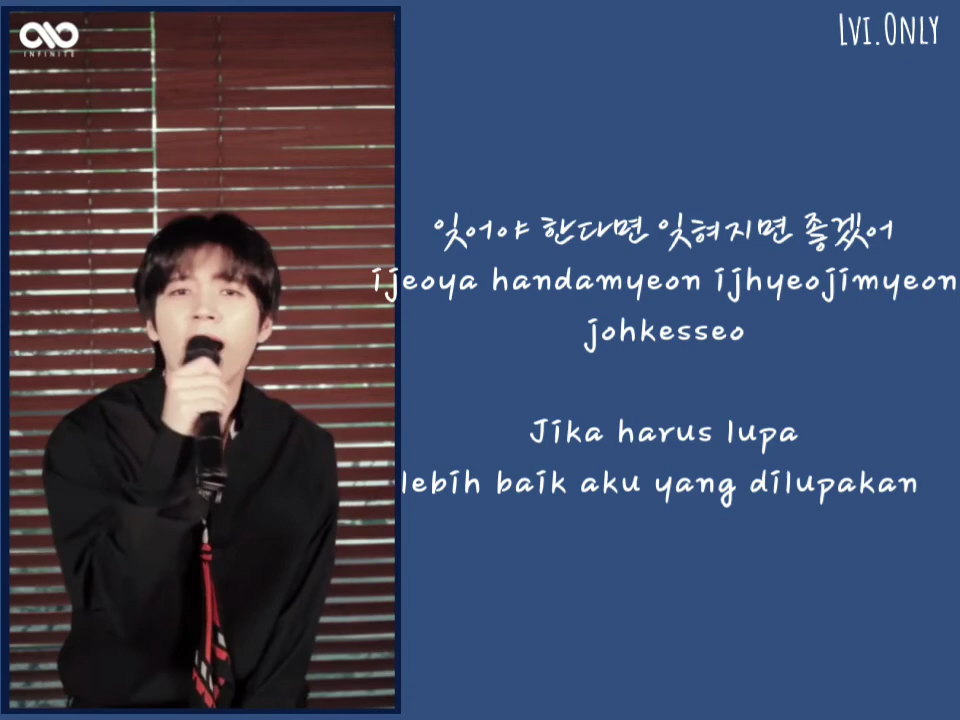 INFINITE
Lvi.Only
잊어야 한다면 잊혀지면 좋겠어
ijeoya handamyeon ijhyeojimyeon
johkesseo
Jika harus lupa
lebih baik aku yang dilupakan